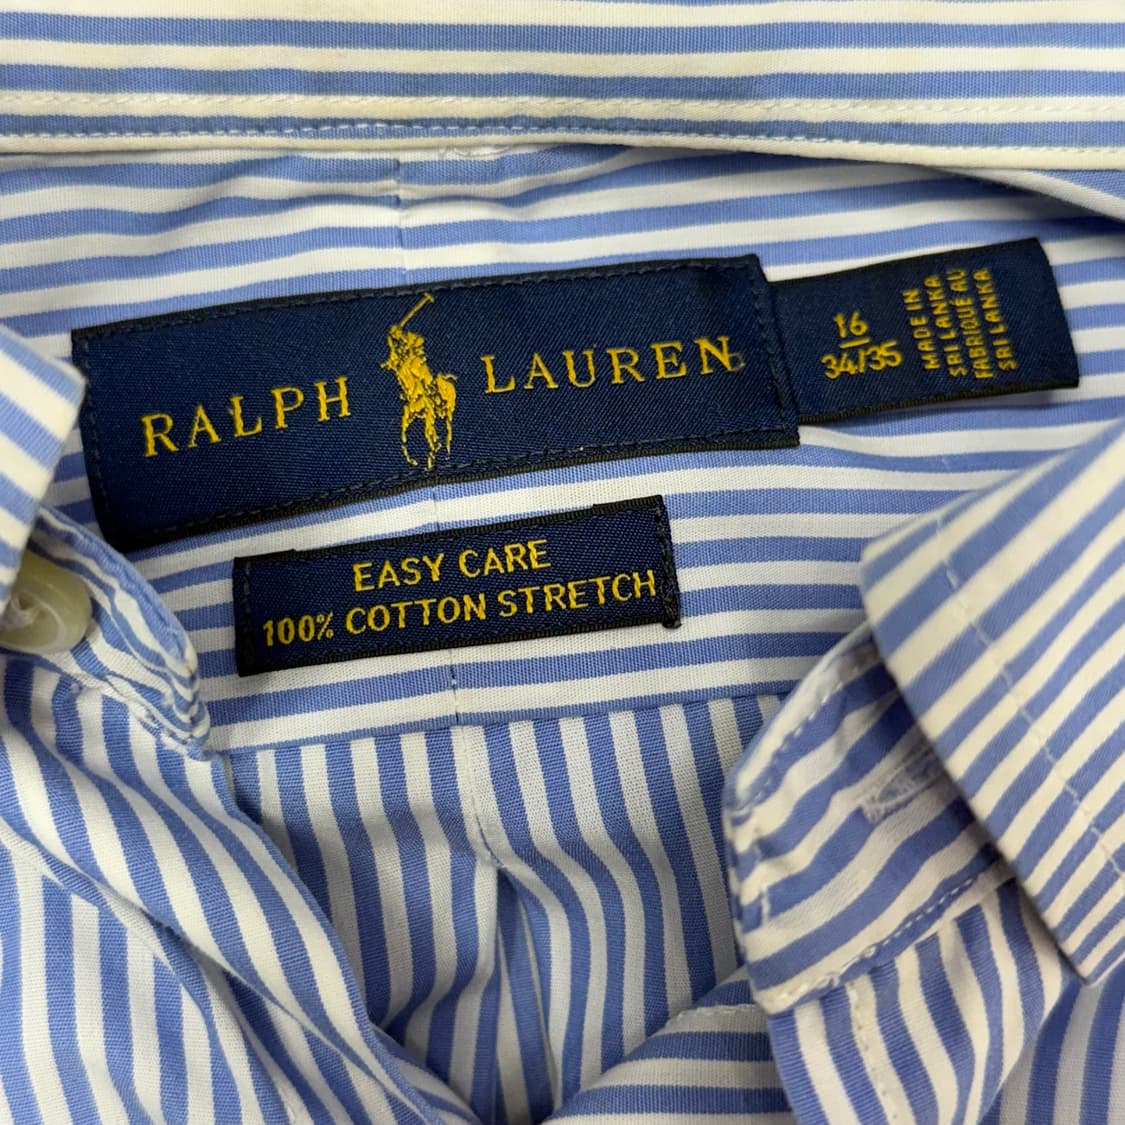 RALPH LAUREN
16
34/35
MADE IN
SRI LANKA
FABRIQUÉ AU
SRI LANKA
EASY CARE
100% COTTON STRETCH